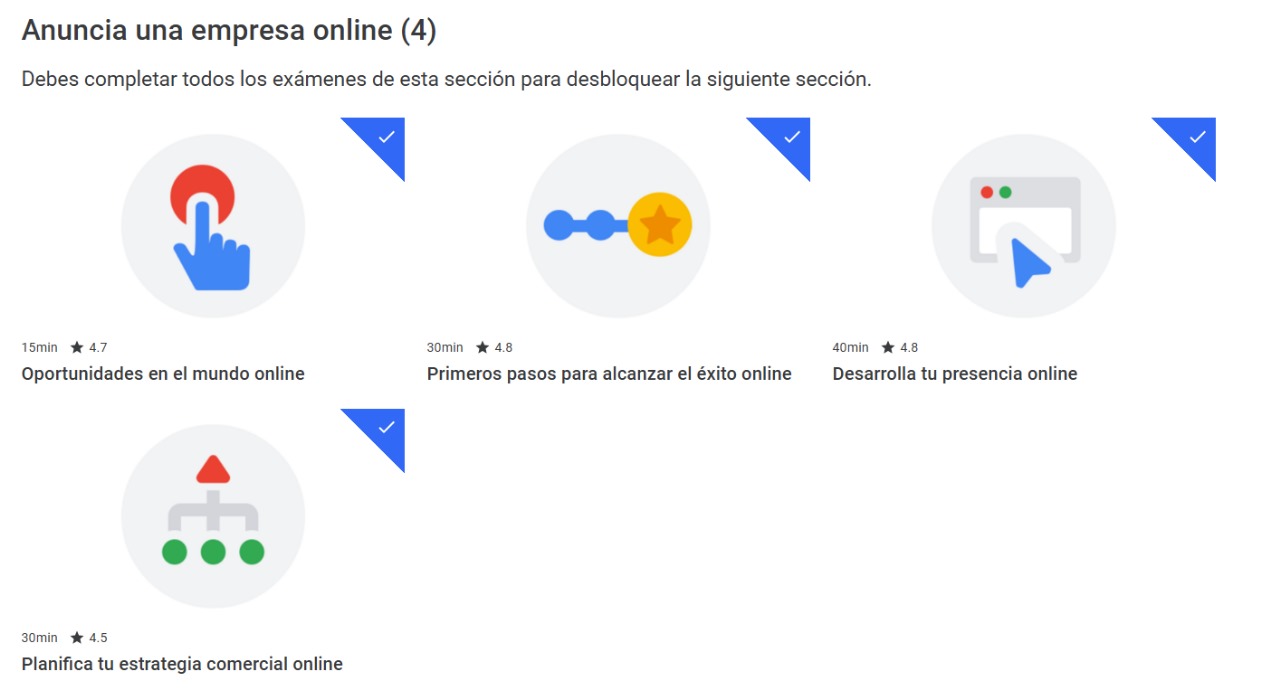 Anuncia una empresa online (4)
Debes completar todos los exámenes de esta sección para desbloquear la siguiente sección.
15min ★ 4.7
Oportunidades en el mundo online
30min ★ 4.8
Primeros pasos para alcanzar el éxito online
40min ★ 4.8
Desarrolla tu presencia online
30min ★ 4.5
Planifica tu estrategia comercial online